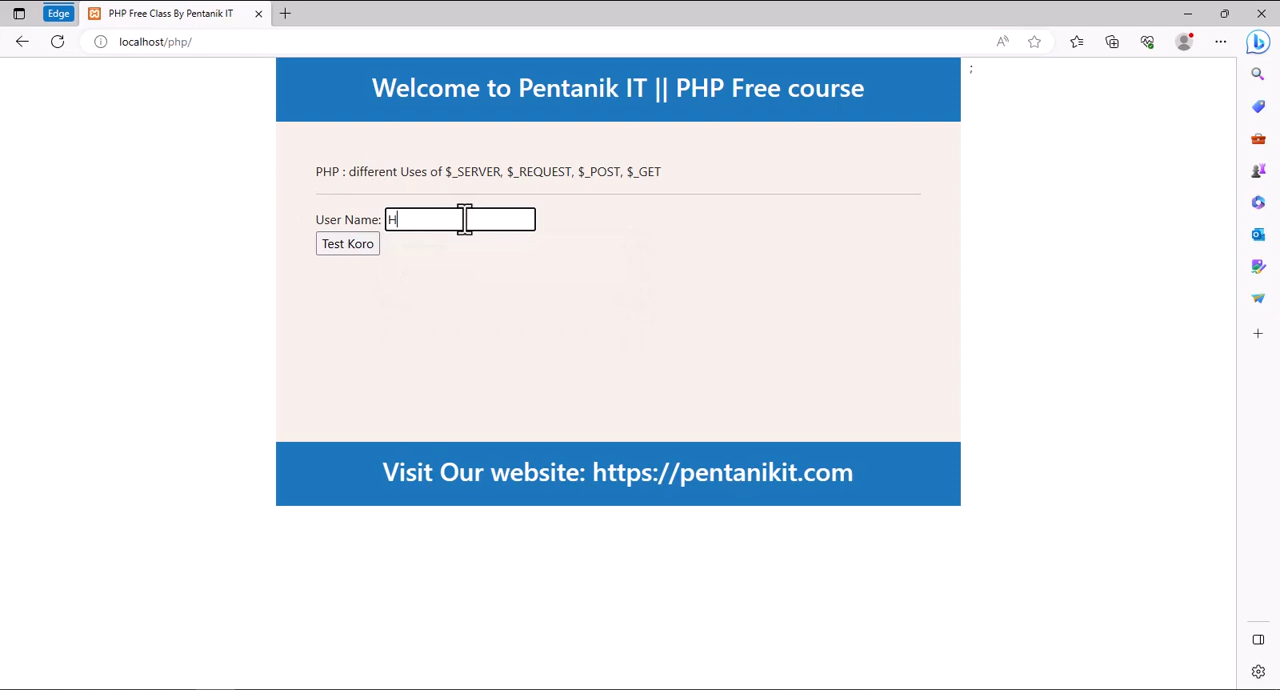 Edge
PHP Free Class By Pentanik IT
localhost/php/
Welcome to Pentanik IT || PHP Free course
;
PHP : different Uses of $_SERVER, $_REQUEST, $_POST, $_GET
User Name: H
Test Koro
Visit Our website: https://pentanikit.com